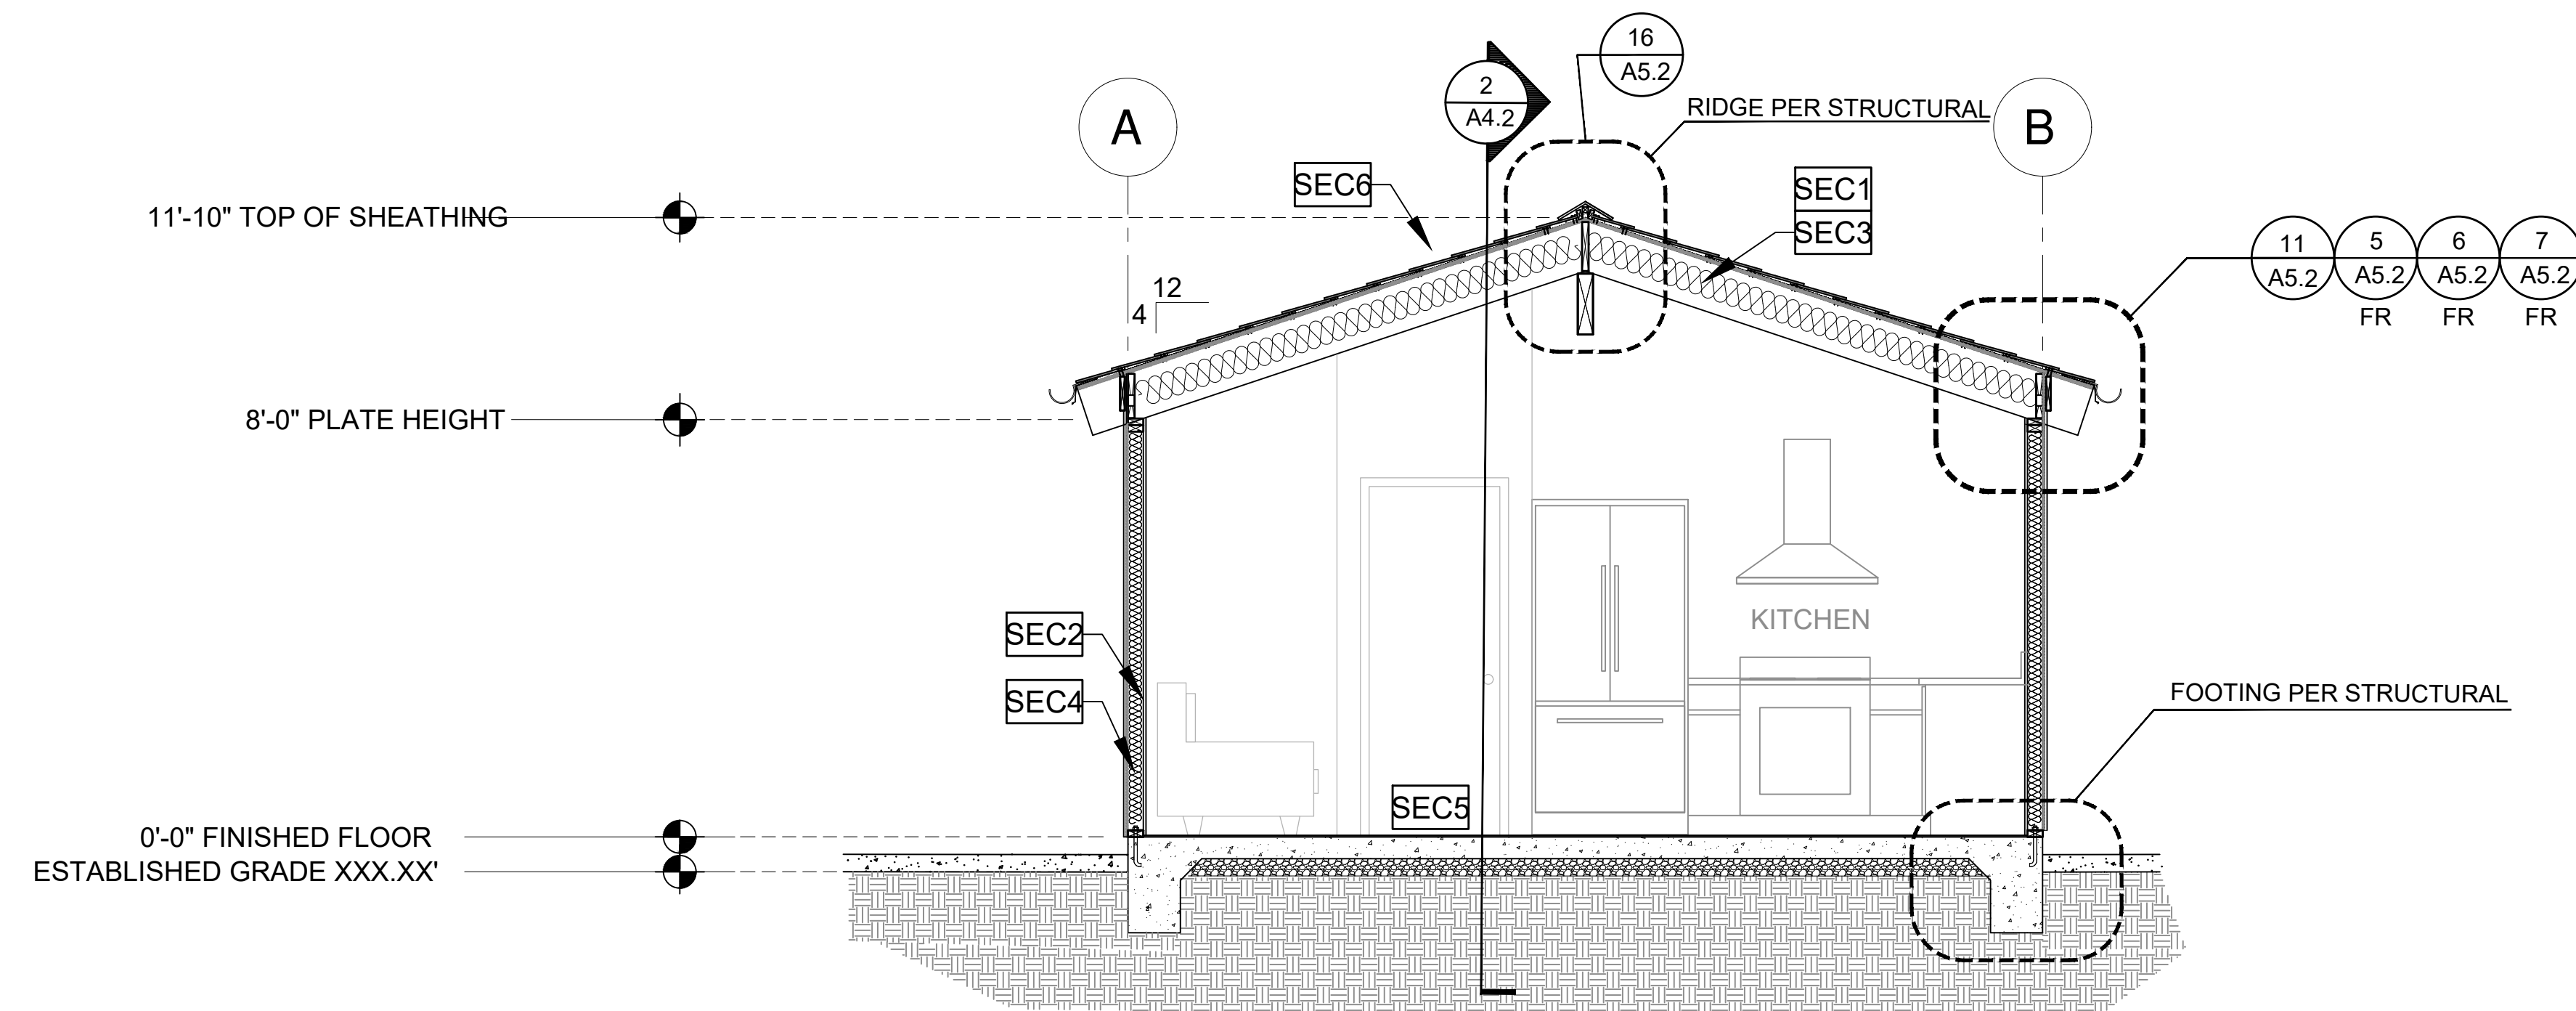 16
A5.2
2
A4.2
RIDGE PER STRUCTURAL
A
B
SEC6
SEC1
SEC3
11'-10" TOP OF SHEATHING
11
A5.2
5
A5.2
FR
6
A5.2
FR
7
A5.2
FR
12
4
8'-0" PLATE HEIGHT
KITCHEN
SEC2
SEC4
FOOTING PER STRUCTURAL
SEC5
0'-0" FINISHED FLOOR
ESTABLISHED GRADE XXX.XX'